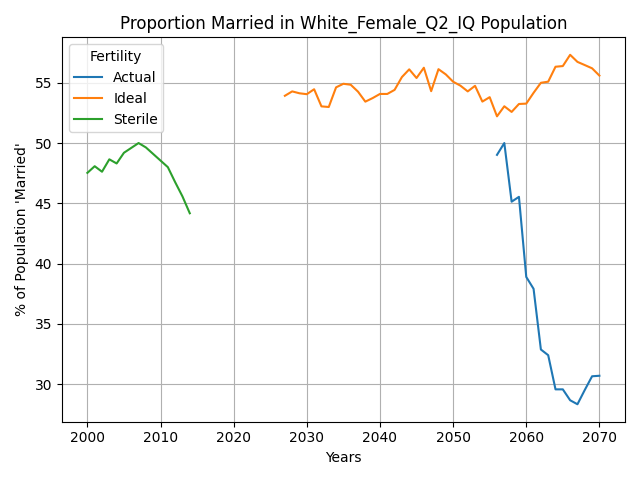 Proportion Married in White_Female_Q2_IQ Population
Fertility
Actual
Ideal
Sterile
% of Population 'Married'
55
50
45
40
35
30
2000 2010 2020 2030 2040 2050 2060 2070
Years